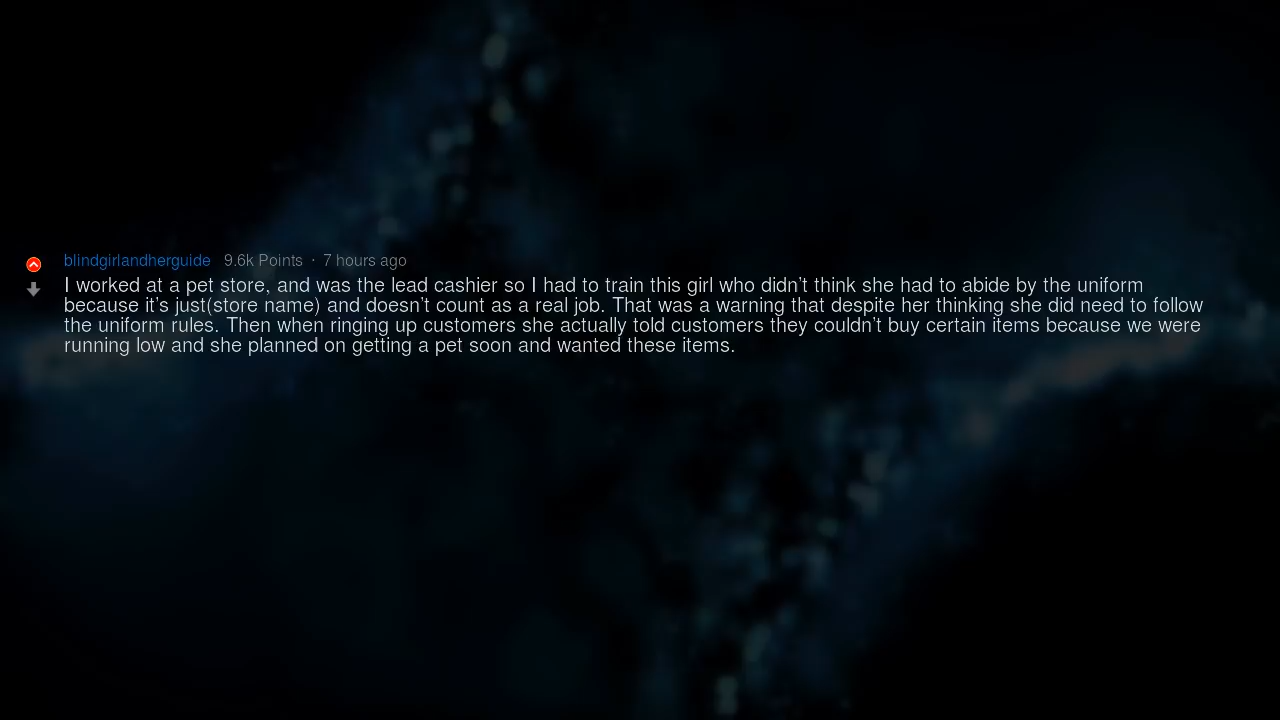 blindgirlandherguide 9.6k Points · 7 hours ago
I worked at a pet store, and was the lead cashier so I had to train this girl who didn't think she had to abide by the uniform
because it's just(store name) and doesn't count as a real job. That was a warning that despite her thinking she did need to follow
the uniform rules. Then when ringing up customers she actually told customers they couldn't buy certain items because we were
running low and she planned on getting a pet soon and wanted these items.